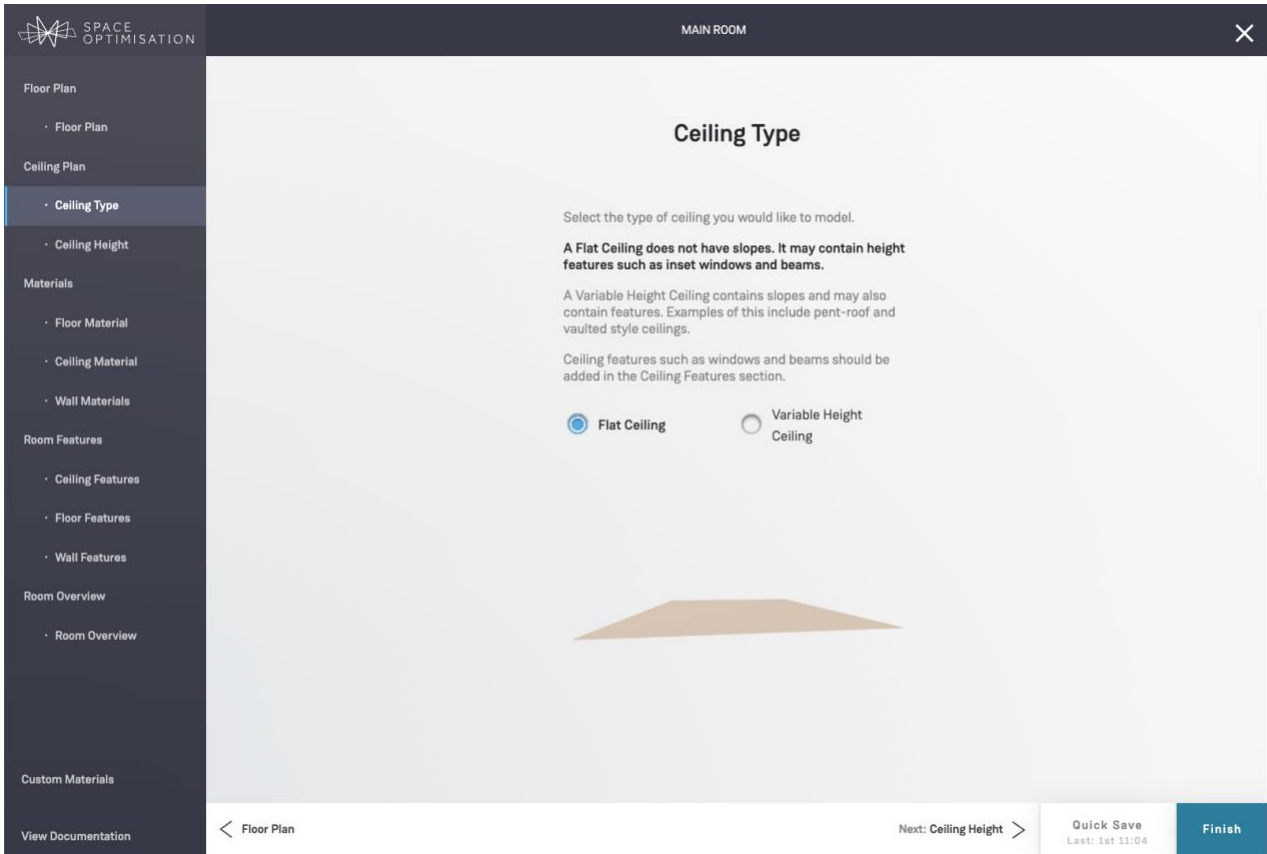 SPACE
OPTIMISATION
MAIN ROOM
Floor Plan
· Floor Plan
Ceiling Plan
· Ceiling Type
· Ceiling Height
Materials
· Floor Material
· Ceiling Material
· Wall Materials
Room Features
· Ceiling Features
· Floor Features
· Wall Features
Room Overview
· Room Overview
Custom Materials
View Documentation
Ceiling Type
Select the type of ceiling you would like to model.
A Flat Ceiling does not have slopes. It may contain height
features such as inset windows and beams.
A Variable Height Ceiling contains slopes and may also
contain features. Examples of this include pent-roof and
vaulted style ceilings.
Ceiling features such as windows and beams should be
added in the Ceiling Features section.
Flat Ceiling
Variable Height
Ceiling
Floor Plan
Next: Ceiling Height
Quick Save
Last: 1st 11:04
Finish